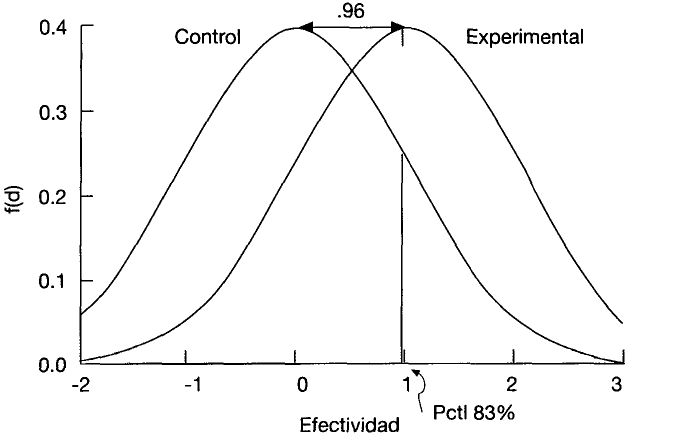 .96
Control
Experimental
0.4
0.3
0.2
0.1
0.0
f(d)
-2 -1 0 1 2 3
Pctl 83%
Efectividad